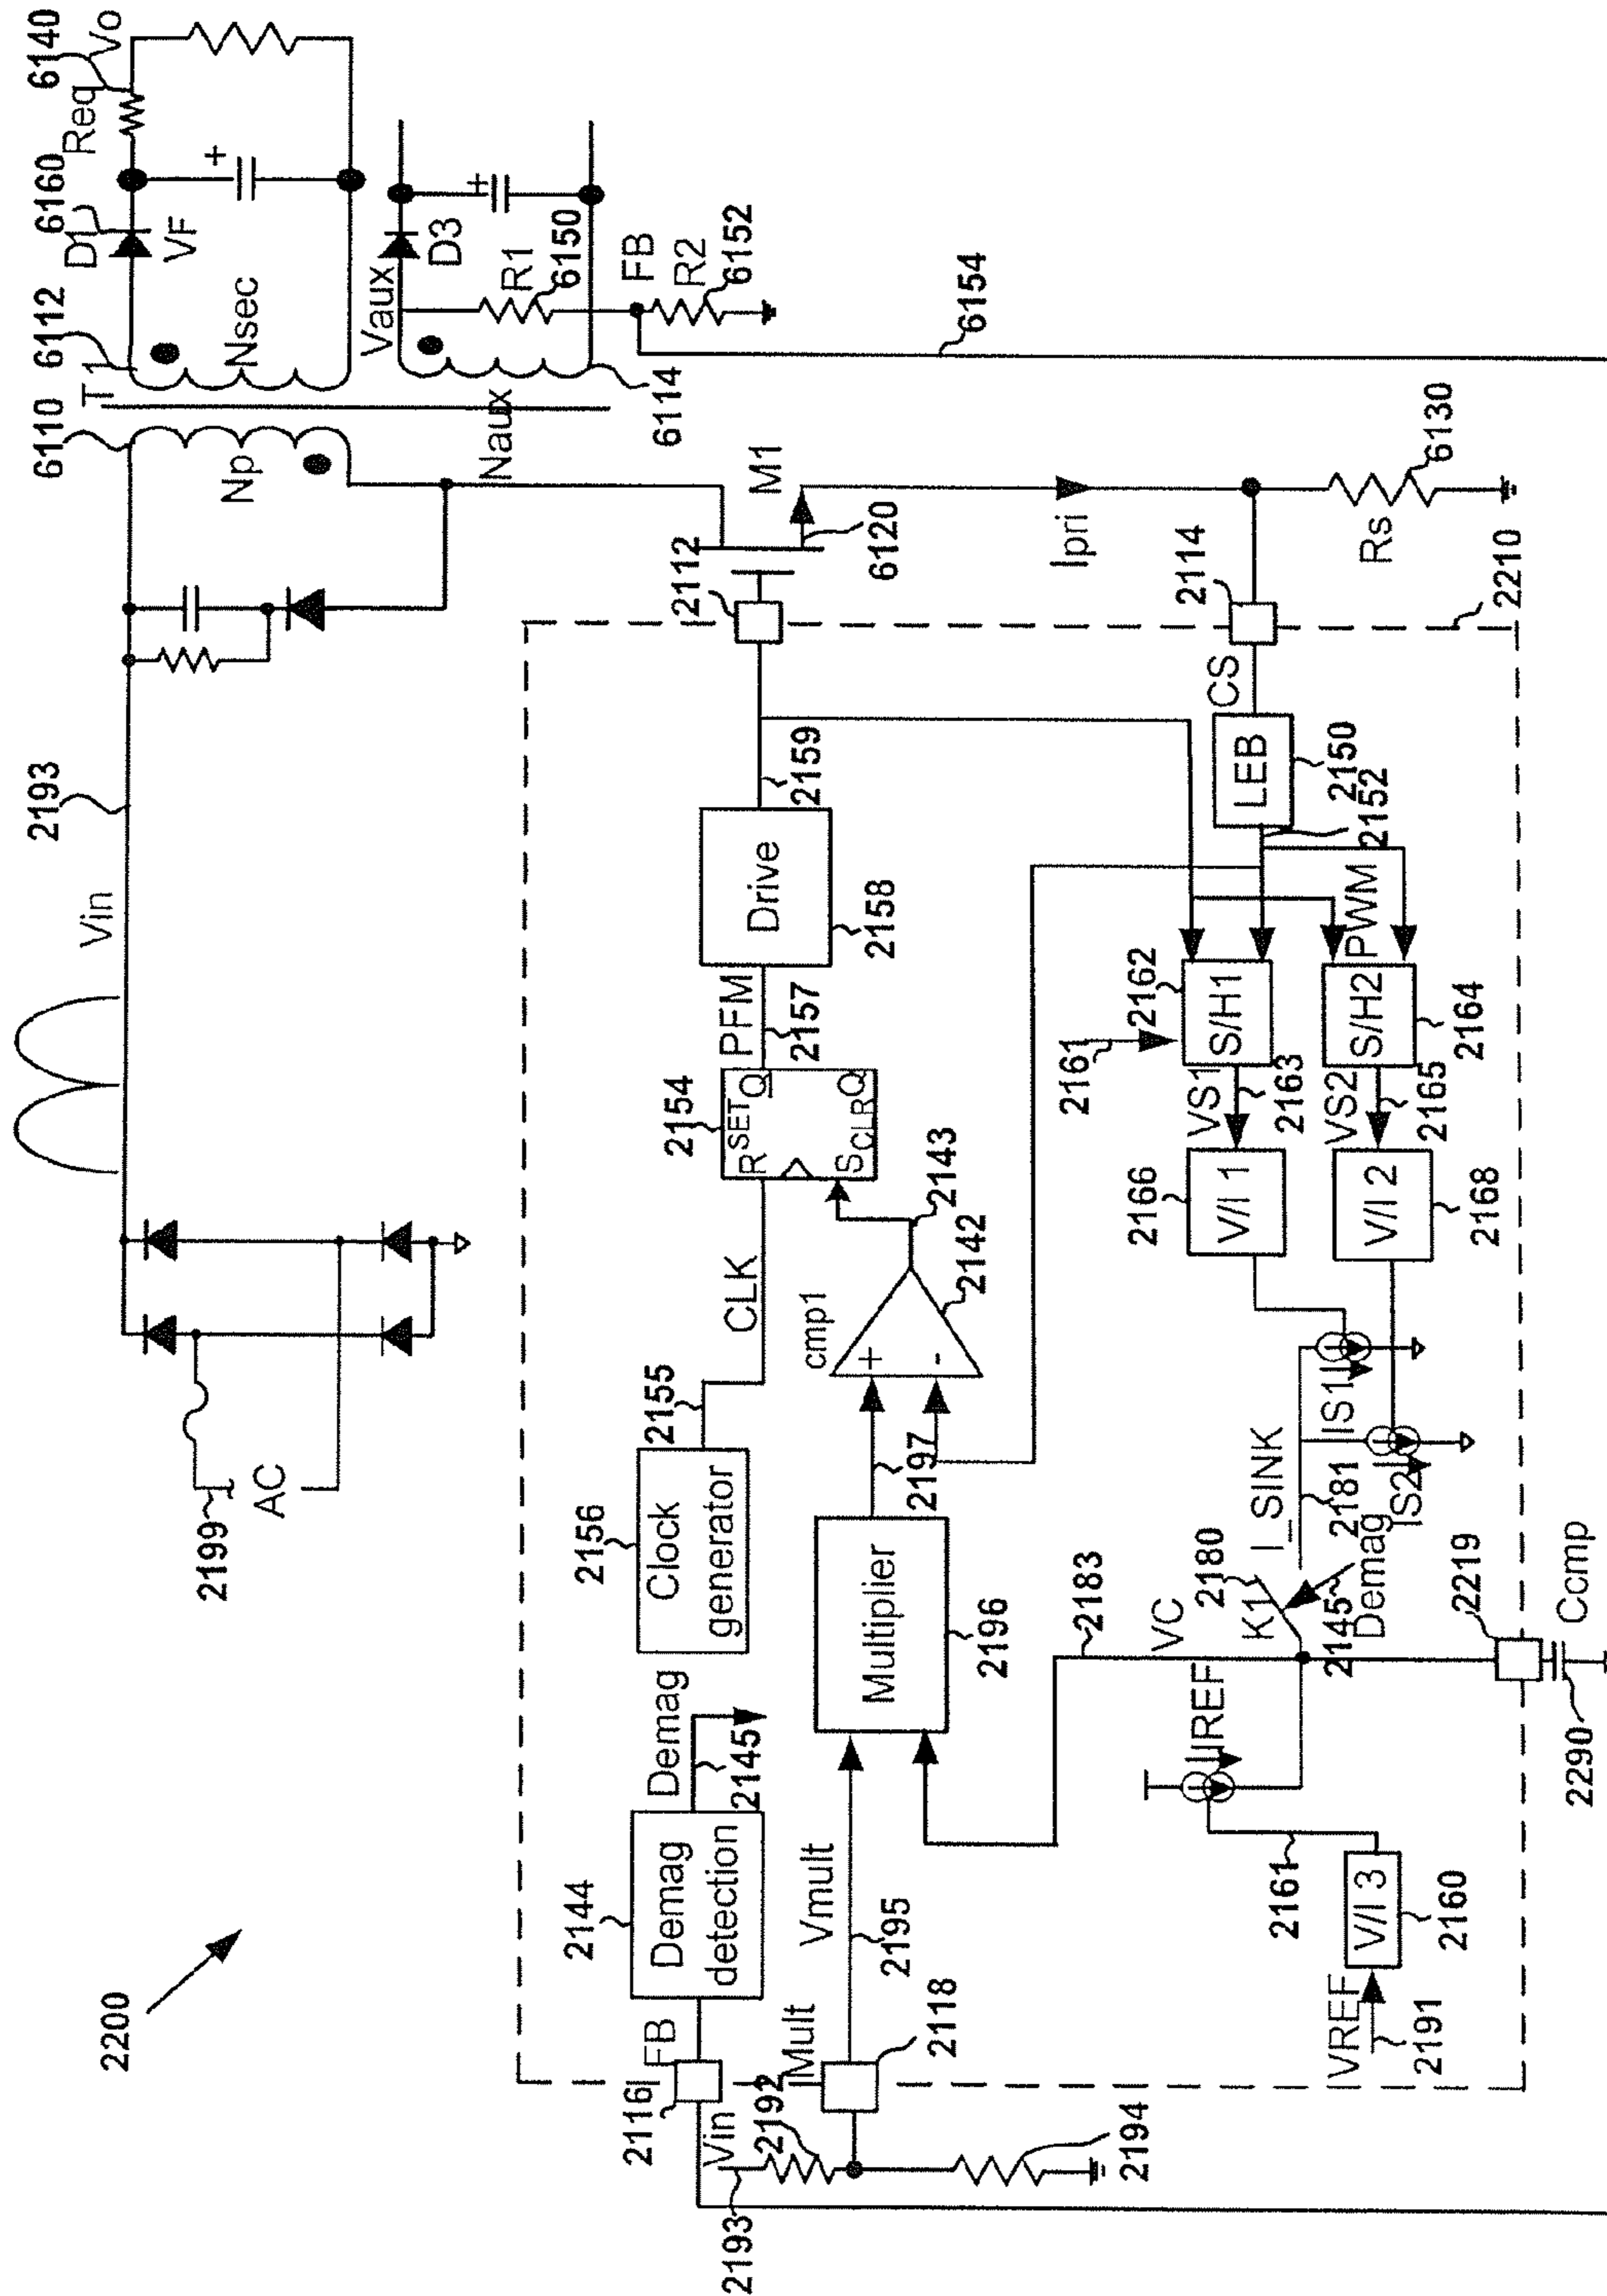 2200
2199
AC
Vin
2193
6110
T1
6112
6160
D1
VF
Req
6140
Vo
Np
Nsec
Naux
Vaux
D3
R1
6150
FB
R2
6152
6114
6154
2144
Demag
detection
Demag
2145
2156
Clock
generator
2155
CLK
2154
R
SET
Q
S
CLR
Q
PFM
2157
Drive
2158
2159
2112
M1
6120
Ipri
2114
6130
Rs
2210
2116
FB
Vin
2192
2193
Mult
2118
2194
Vmult
2195
Multiplier
2196
2197
cmp1
+
-
2142
2143
CS
LEB
2150
2152
PWM
2161
S/H1
2162
S/H2
2164
VS1
2163
VS2
2165
2166
V/I 1
V/I 2
2168
IS1
IS2
I_SINK
2181
2180
K1
Demag
2145
VC
2183
IREF
2161
V/I 3
2160
VREF
2191
2219
Ccmp
2290